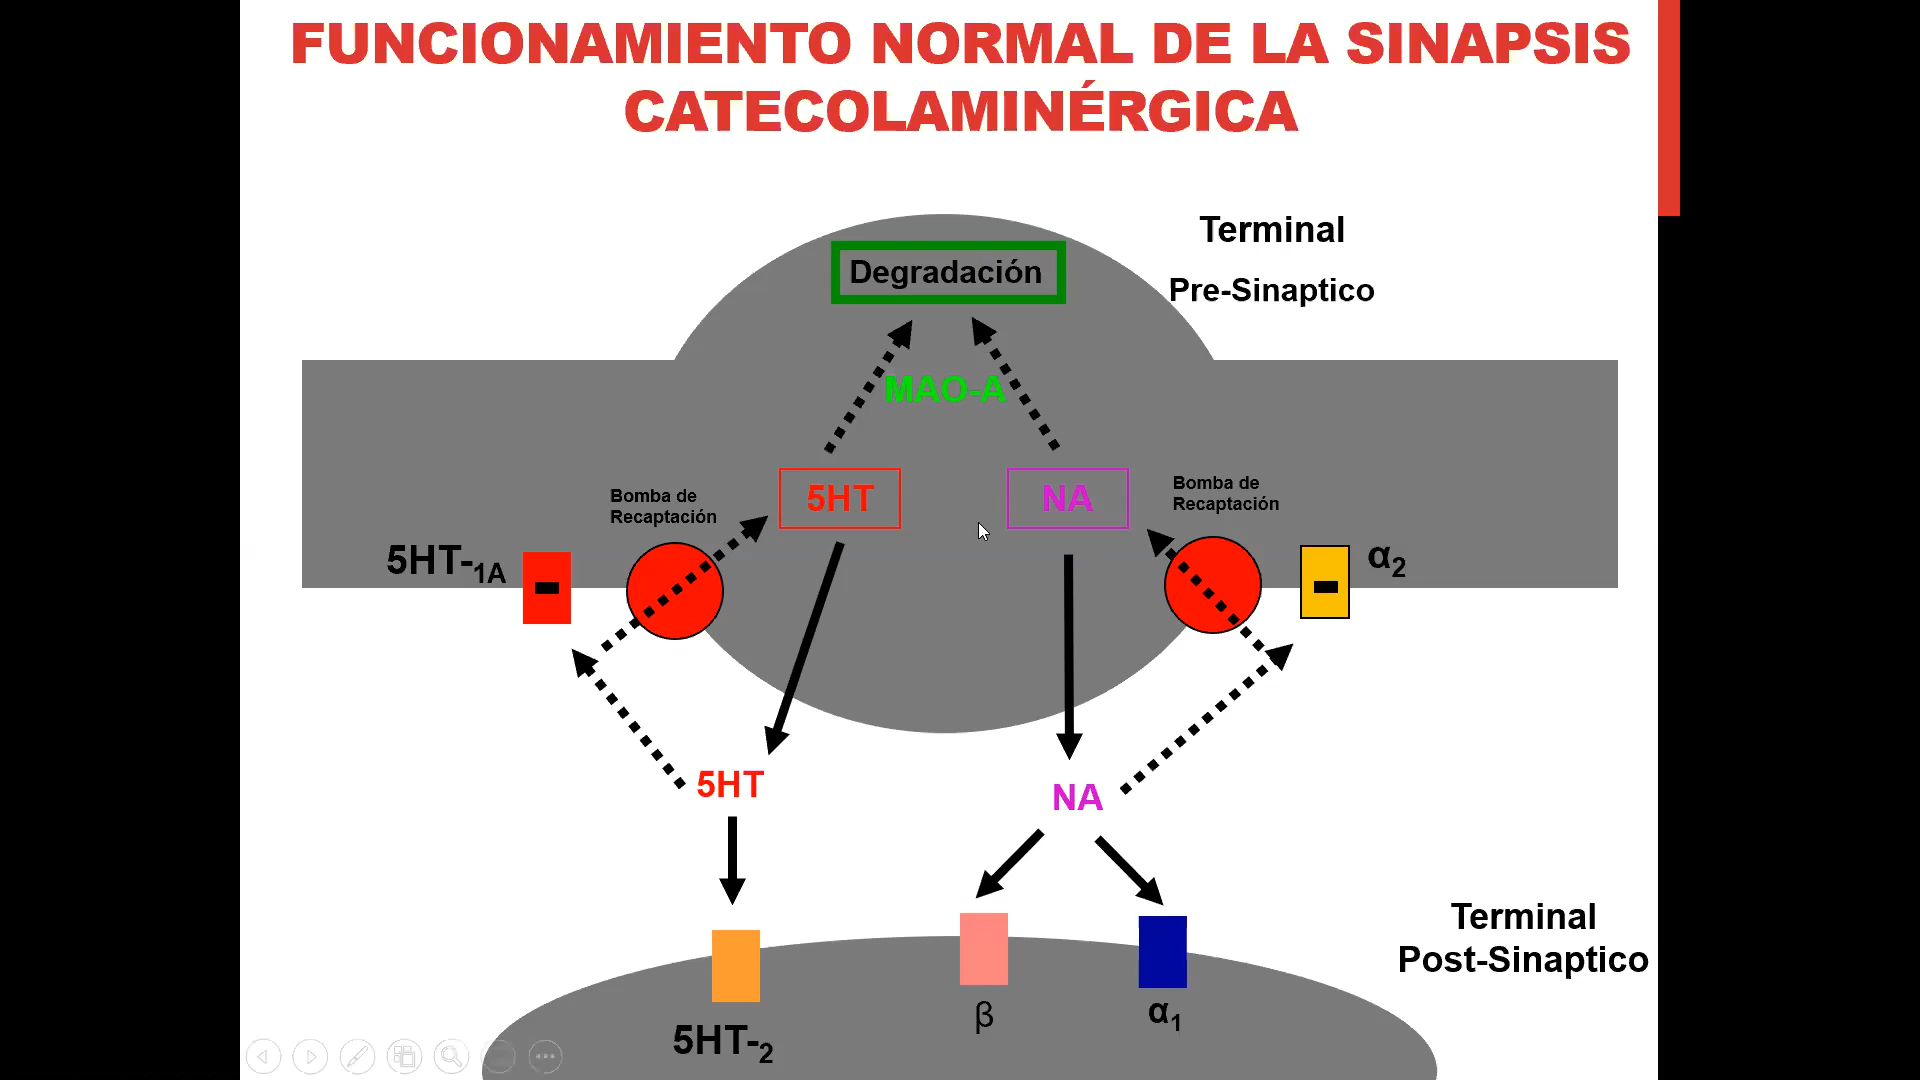 FUNCIONAMIENTO NORMAL DE LA SINAPSIS
CATECOLAMINÉRGICA
Terminal
Pre-Sinaptico
Degradación
MAO-A
5HT
NA
Bomba de
Recaptación
Bomba de
Recaptación
5HT-1A
α2
5HT
NA
Terminal
Post-Sinaptico
β
α1
5HT-2